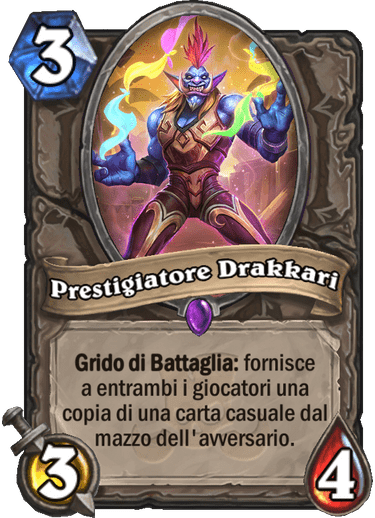 3
Prestigiatore Drakkari
Grido di Battaglia: fornisce
a entrambi i giocatori una
copia di una carta casuale dal
mazzo dell'avversario.
3
4